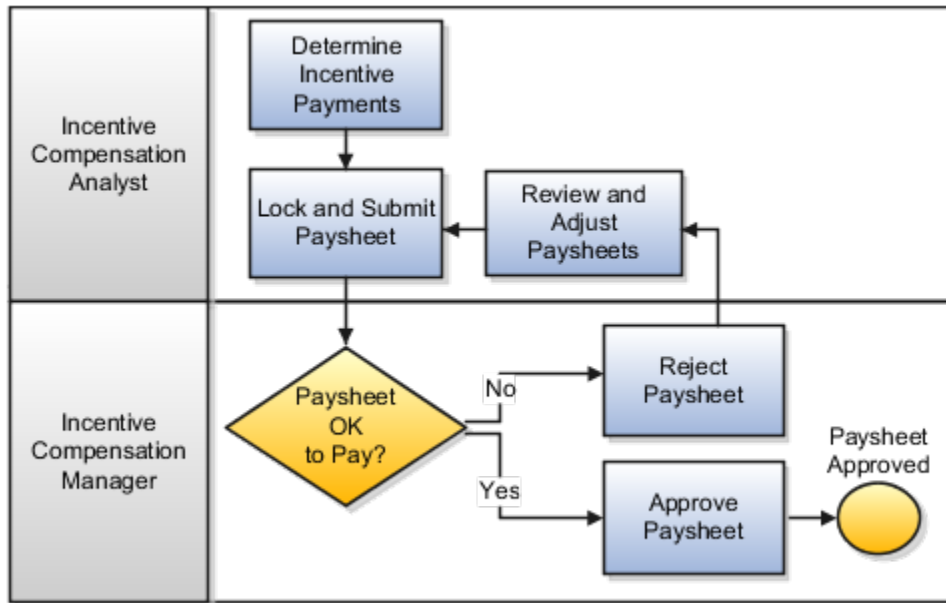 Incentive
Compensation
Analyst
Determine
Incentive
Payments
Lock and Submit
Paysheet
Review and
Adjust
Paysheets
Incentive
Compensation
Manager
Paysheet
OK
to Pay?
No
Reject
Paysheet
Yes
Approve
Paysheet
Paysheet
Approved